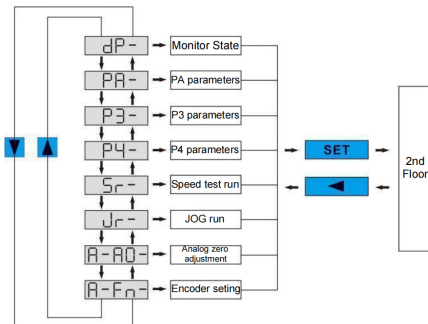 dP- Monitor State
PA- PA parameters
P3- P3 parameters
P4- P4 parameters
SET
2nd
Floor
Sr- Speed test run
Jr- JOG run
A-A0- Analog zero
adjustment
A-Fn- Encoder seting